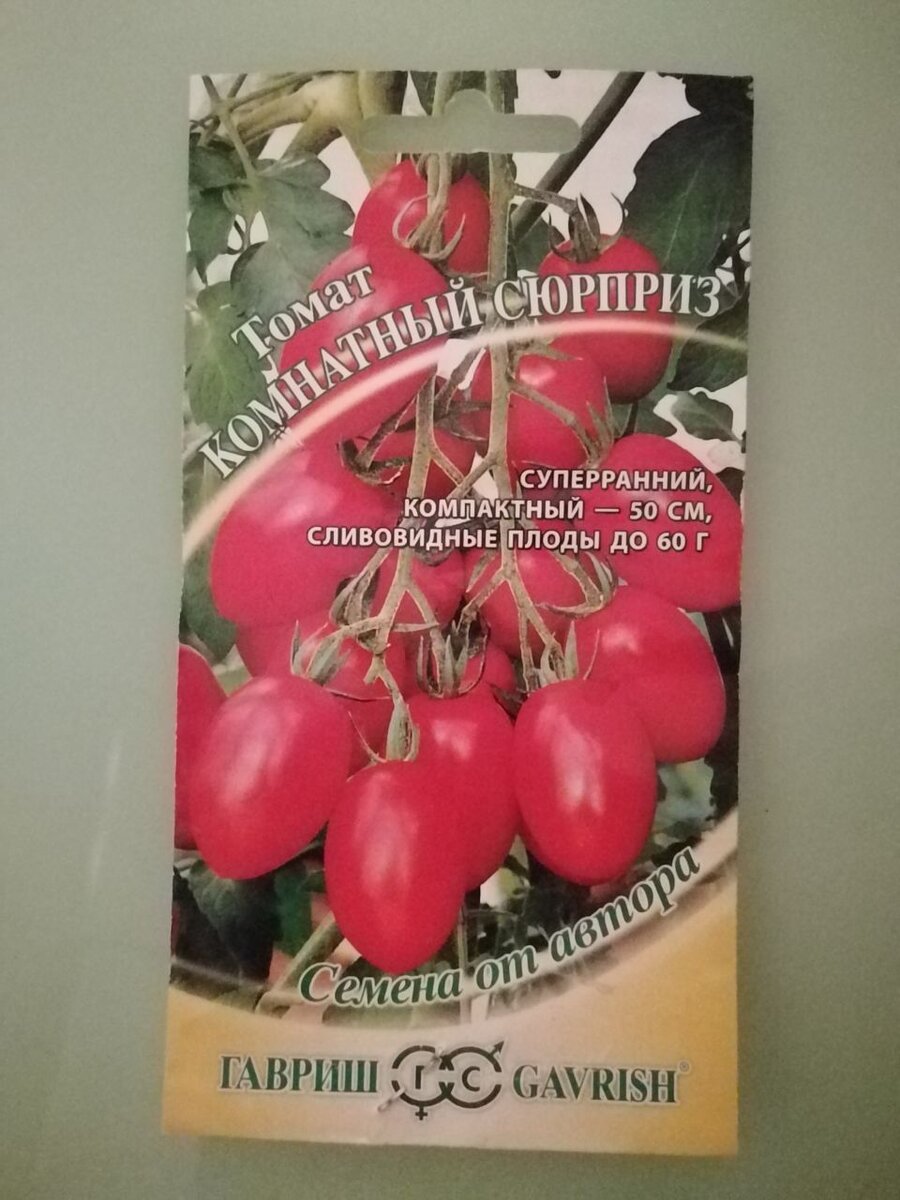 Томат
КОМНАТНЫЙ СЮРПРИЗ
СУПЕРРАННИЙ,
КОМПАКТНЫЙ — 50 СМ,
СЛИВОВИДНЫЕ ПЛОДЫ ДО 60 Г
Семена от автора
ГАВРИШ ГС GAVRISH®